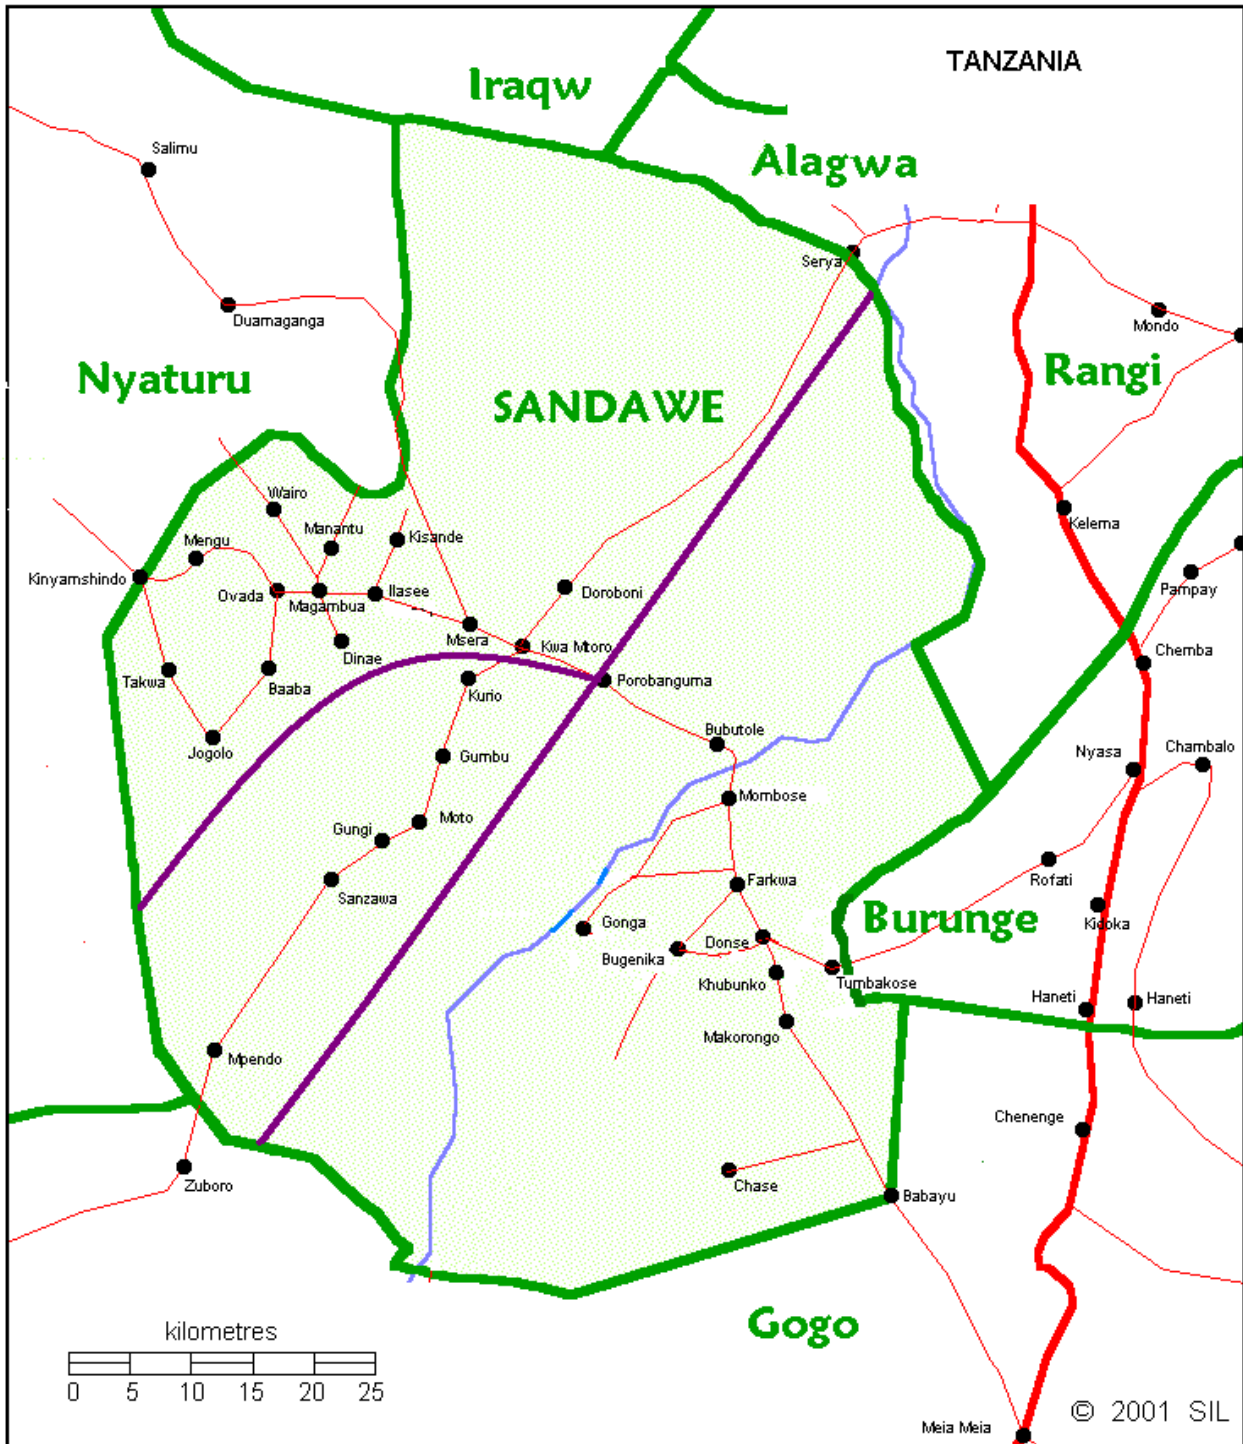 TANZANIA
Iraqw
Salimu
Alagwa
Serya
Duamaganga
Mondo
Nyaturu
SANDAWE
Rangi
Wairo
Manantu
Kisande
Kelema
Mengu
Kinyamshindo
Ovada
Magambua
Ilasee
Doroboni
Pampay
Msera
Kwa Mtoro
Dinae
Chemba
Takwa
Baaba
Kurio
Porobanguma
Jogolo
Gumbu
Bubutole
Nyasa
Chambalo
Mombose
Gungi
Moto
Sanzawa
Farkwa
Rofati
Gonga
Burunge
Kidoka
Bugenika
Donse
Khubunko
Tumbakose
Haneti
Haneti
Makorongo
Mpendo
Chenenge
Zuboro
Chase
Babayu
Gogo
kilometres
0 5 10 15 20 25
© 2001 SIL
Meia Meia